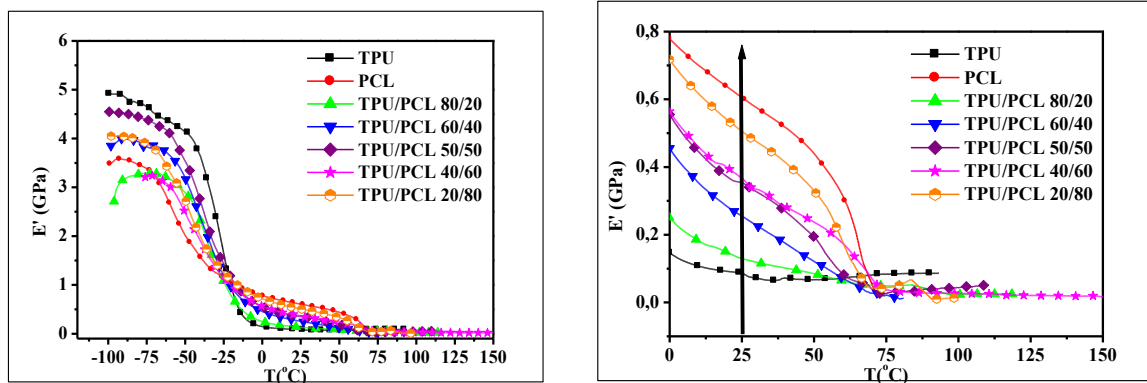 6
5
4
3
2
1
0
E' (GPa)
-100 -75 -50 -25 0 25 50 75 100 125 150
T(°C)
TPU
PCL
TPU/PCL 80/20
TPU/PCL 60/40
TPU/PCL 50/50
TPU/PCL 40/60
TPU/PCL 20/80
0,8
0,6
0,4
0,2
0,0
E' (GPa)
0 25 50 75 100 125 150
T(°C)
TPU
PCL
TPU/PCL 80/20
TPU/PCL 60/40
TPU/PCL 50/50
TPU/PCL 40/60
TPU/PCL 20/80